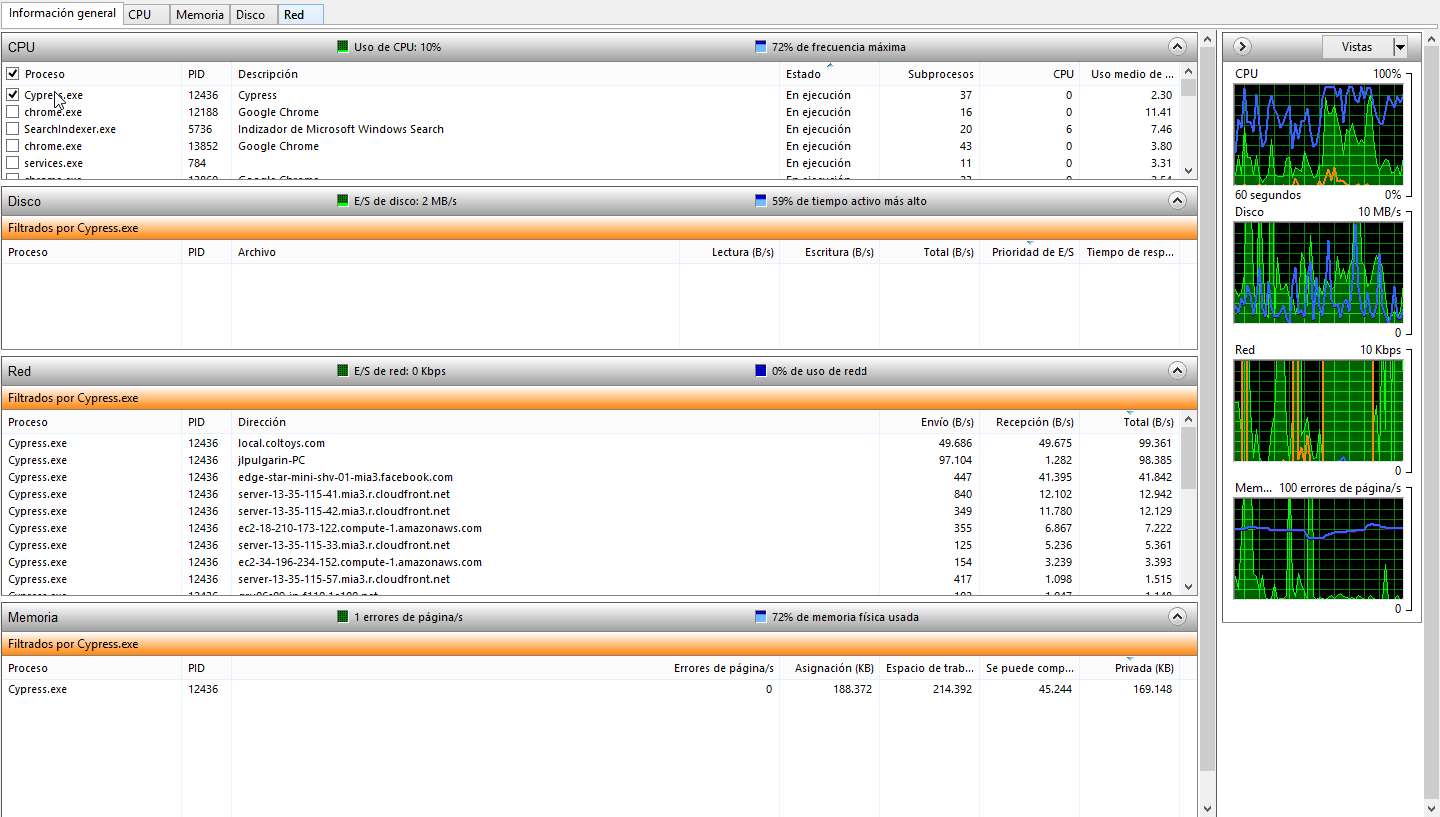 Información general CPU Memoria Disco Red
CPU Uso de CPU: 10% 72% de frecuencia máxima
Proceso PID Descripción Estado Subprocesos CPU Uso medio de ...
Cypress.exe 12436 Cypress En ejecución 37 0 2.30
chrome.exe 12188 Google Chrome En ejecución 16 0 11.41
SearchIndexer.exe 5736 Indizador de Microsoft Windows Search En ejecución 20 6 7.46
chrome.exe 13852 Google Chrome En ejecución 43 0 3.80
services.exe 784 En ejecución 11 0 3.31
Disco E/S de disco: 2 MB/s 59% de tiempo activo más alto
Filtrados por Cypress.exe
Proceso PID Archivo Lectura (B/s) Escritura (B/s) Total (B/s) Prioridad de E/S Tiempo de resp...
Red E/S de red: 0 Kbps 0% de uso de redd
Filtrados por Cypress.exe
Proceso PID Dirección Envío (B/s) Recepción (B/s) Total (B/s)
Cypress.exe 12436 local.coltoys.com 49.686 49.675 99.361
Cypress.exe 12436 jlpulgarin-PC 97.104 1.282 98.385
Cypress.exe 12436 edge-star-mini-shv-01-mia3.facebook.com 447 41.395 41.842
Cypress.exe 12436 server-13-35-115-41.mia3.r.cloudfront.net 840 12.102 12.942
Cypress.exe 12436 server-13-35-115-42.mia3.r.cloudfront.net 349 11.780 12.129
Cypress.exe 12436 ec2-18-210-173-122.compute-1.amazonaws.com 355 6.867 7.222
Cypress.exe 12436 server-13-35-115-33.mia3.r.cloudfront.net 125 5.236 5.361
Cypress.exe 12436 ec2-34-196-234-152.compute-1.amazonaws.com 154 3.239 3.393
Cypress.exe 12436 server-13-35-115-57.mia3.r.cloudfront.net 417 1.098 1.515
Memoria 1 errores de página/s 72% de memoria física usada
Filtrados por Cypress.exe
Proceso PID Errores de página/s Asignación (KB) Espacio de trab... Se puede comp... Privada (KB)
Cypress.exe 12436 0 188.372 214.392 45.244 169.148
Vistas
CPU 100%
60 segundos 0%
Disco 10 MB/s
0
Red 10 Kbps
0
Mem... 100 errores de página/s
0